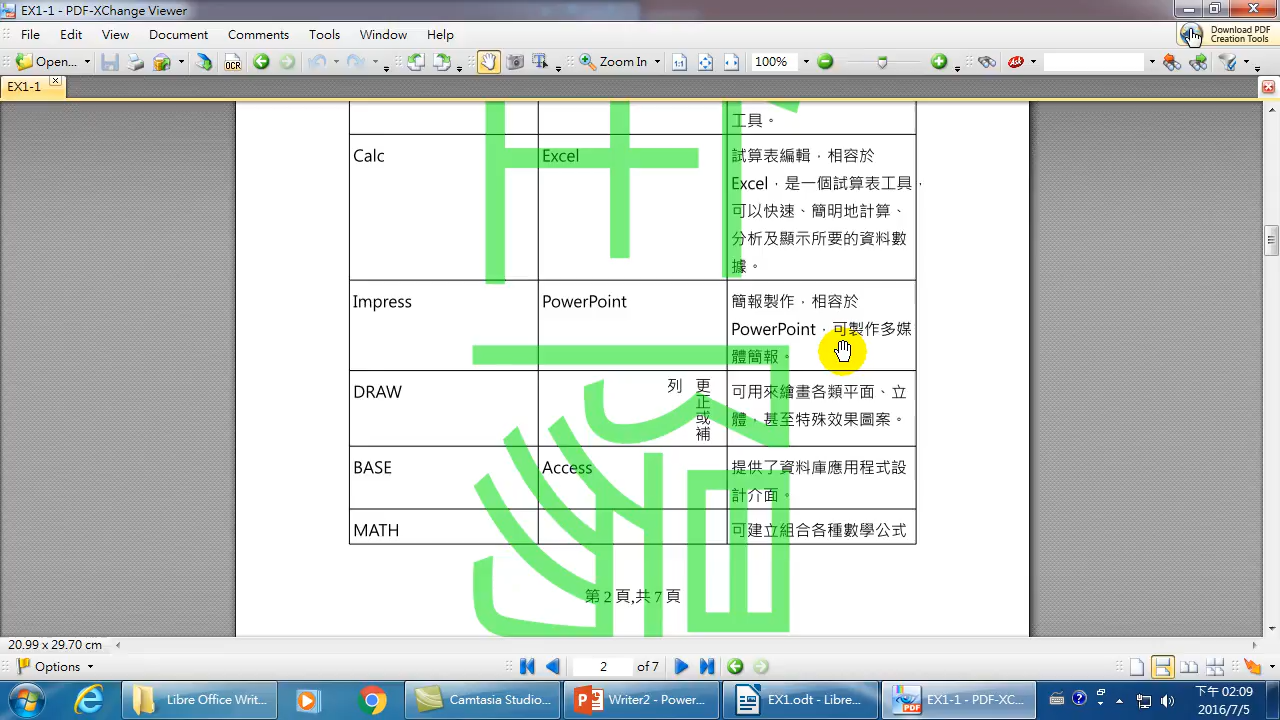 EX1-1 - PDF-XChange Viewer
File Edit View Document Comments Tools Window Help
Download PDF
Creation Tools
Open... OCR Zoom In 100%
EX1-1
工具。
Calc Excel 試算表編輯，相容於
Excel，是一個試算表工具，
可以快速、簡明地計算、
分析及顯示所要的資料數
據。
Impress PowerPoint 簡報製作，相容於
PowerPoint，可製作多媒
體簡報。
DRAW 可用來繪畫各類平面、立
體，甚至特殊效果圖案。
更正或補
列
BASE Access 提供了資料庫應用程式設
計介面。
MATH 可建立組合各種數學公式
第 2 頁,共 7 頁
20.99 x 29.70 cm
Options 2 of 7
Libre Office Writ... Camtasia Studio... Writer2 - Power... EX1.odt - Libre... EX1-1 - PDF-XC... 下午 02:09
2016/7/5